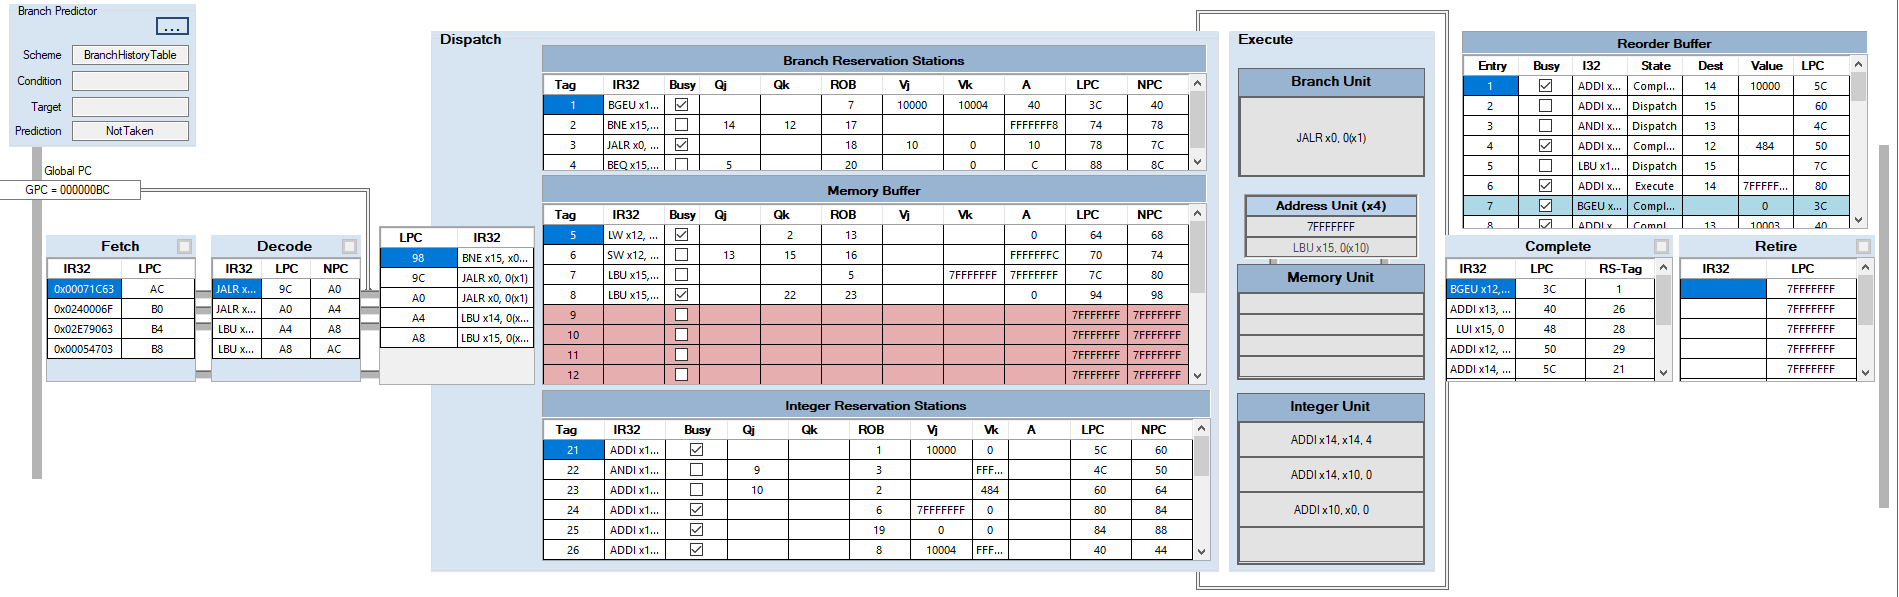 Branch Predictor
...
Scheme BranchHistoryTable
Condition
Target
Prediction NotTaken
Global PC
GPC = 000000BC
Fetch
IR32 LPC
0x00071C63 AC
0x0240006F B0
0x02E79063 B4
0x00054703 B8
Decode
IR32 LPC NPC
JALR x... 9C A0
JALR x... A0 A4
LBU x... A4 A8
LBU x... A8 AC
LPC IR32
98 BNE x15, x0...
9C JALR x0, 0(x1)
A0 JALR x0, 0(x1)
A4 LBU x14, 0(x...
A8 LBU x15, 0(x...
Dispatch
Branch Reservation Stations
Tag IR32 Busy Qj Qk ROB Vj Vk A LPC NPC
1 BGEU x1... 7 10000 10004 40 3C 40
2 BNE x15,... 14 12 17 FFFFFFF8 74 78
3 JALR x0, ... 18 10 0 10 78 7C
4 BEQ x15,... 5 20 C 88 8C
Memory Buffer
Tag IR32 Busy Qj Qk ROB Vj Vk A LPC NPC
5 LW x12, ... 2 13 0 64 68
6 SW x12, ... 13 15 16 FFFFFFFC 70 74
7 LBU x15,... 5 7FFFFFFF 7FFFFFFF 7C 80
8 LBU x15,... 22 23 0 94 98
9 7FFFFFFF 7FFFFFFF
10 7FFFFFFF 7FFFFFFF
11 7FFFFFFF 7FFFFFFF
12 7FFFFFFF 7FFFFFFF
Integer Reservation Stations
Tag IR32 Busy Qj Qk ROB Vj Vk A LPC NPC
21 ADDI x1... 1 10000 0 5C 60
22 ANDI x1... 9 3 FFF... 4C 50
23 ADDI x1... 10 2 484 60 64
24 ADDI x1... 6 7FFFFFFF 0 80 84
25 ADDI x1... 19 0 0 84 88
26 ADDI x1... 8 10004 FFF... 40 44
Execute
Branch Unit
JALR x0, 0(x1)
Address Unit (x4)
7FFFFFFF
LBU x15, 0(x10)
Memory Unit
Integer Unit
ADDI x14, x14, 4
ADDI x14, x10, 0
ADDI x10, x0, 0
Reorder Buffer
Entry Busy I32 State Dest Value LPC
1 ADDI x... Compl... 14 10000 5C
2 ADDI x... Dispatch 15 60
3 ANDI x... Dispatch 13 4C
4 ADDI x... Compl... 12 484 50
5 LBU x1... Dispatch 15 7C
6 ADDI x... Execute 14 7FFFFF... 80
7 BGEU x... Compl... 0 3C
8 ADDI x... Compl... 13 10003 40
Complete
IR32 LPC RS-Tag
BGEU x12,... 3C 1
ADDI x13, ... 40 26
LUI x15, 0 48 28
ADDI x12, ... 50 29
ADDI x14, ... 5C 21
Retire
IR32 LPC
7FFFFFFF
7FFFFFFF
7FFFFFFF
7FFFFFFF
7FFFFFFF